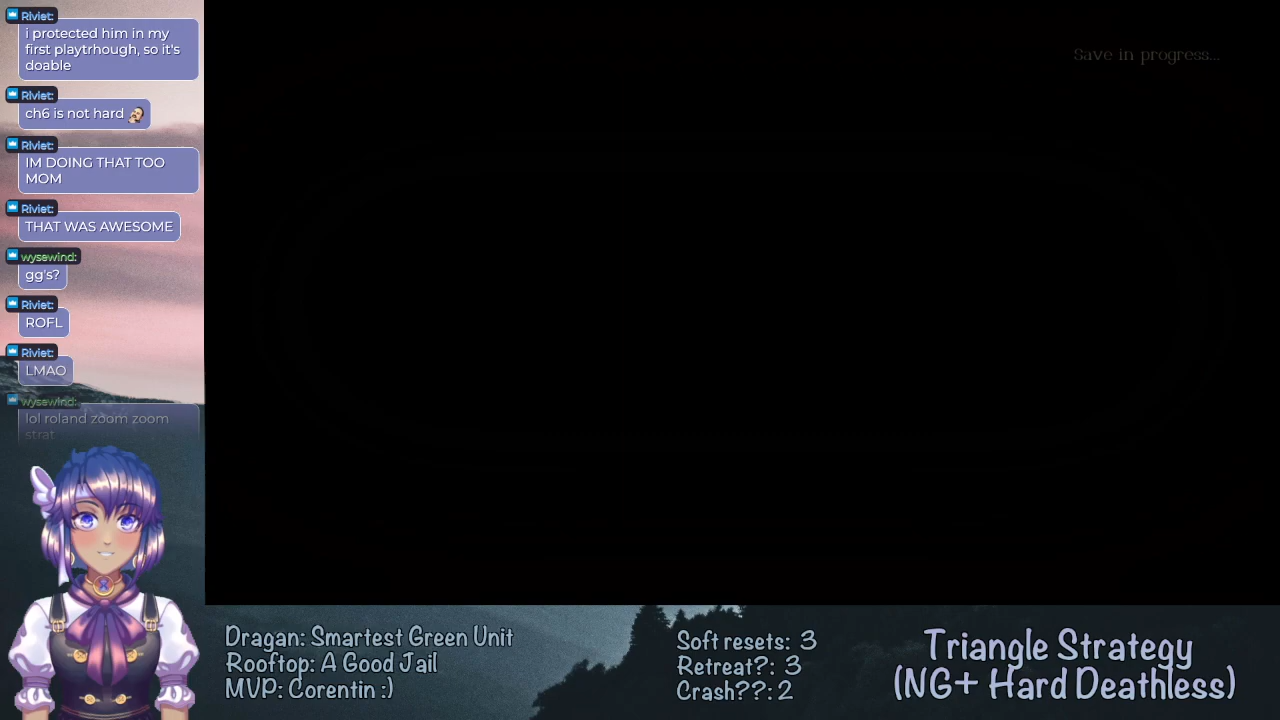 Riviet:
i protected him in my
first playtrhough, so it's
doable
Riviet:
ch6 is not hard
Riviet:
IM DOING THAT TOO
MOM
Riviet:
THAT WAS AWESOME
wysewind:
gg's?
Riviet:
ROFL
Riviet:
LMAO
wysewind:
lol roland zoom zoom
strat
Save in progress...
Dragan: Smartest Green Unit
Rooftop: A Good Jail
MVP: Corentin :)
Soft resets: 3
Retreat?: 3
Crash??: 2
Triangle Strategy
(NG+ Hard Deathless)